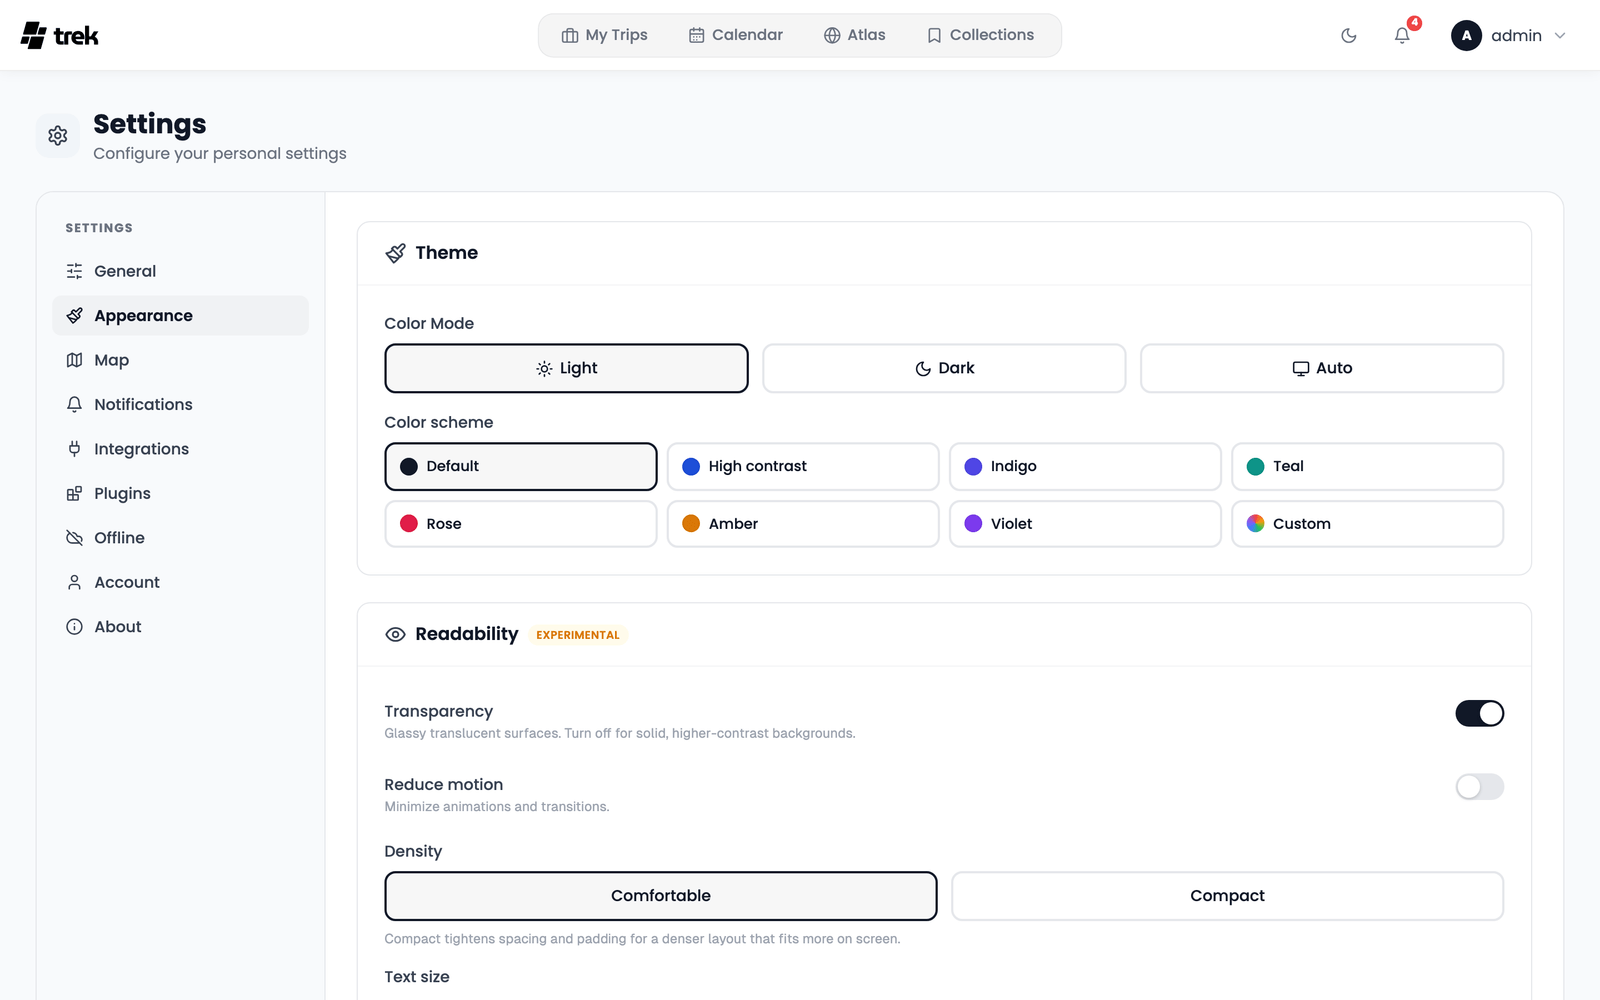 trek
My Trips
Calendar
Atlas
Collections
4
A
admin
Settings
Configure your personal settings
SETTINGS
General
Appearance
Map
Notifications
Integrations
Plugins
Offline
Account
About
Theme
Color Mode
Light
Dark
Auto
Color scheme
Default
High contrast
Indigo
Teal
Rose
Amber
Violet
Custom
Readability EXPERIMENTAL
Transparency
Glassy translucent surfaces. Turn off for solid, higher-contrast backgrounds.
Reduce motion
Minimize animations and transitions.
Density
Comfortable
Compact
Compact tightens spacing and padding for a denser layout that fits more on screen.
Text size